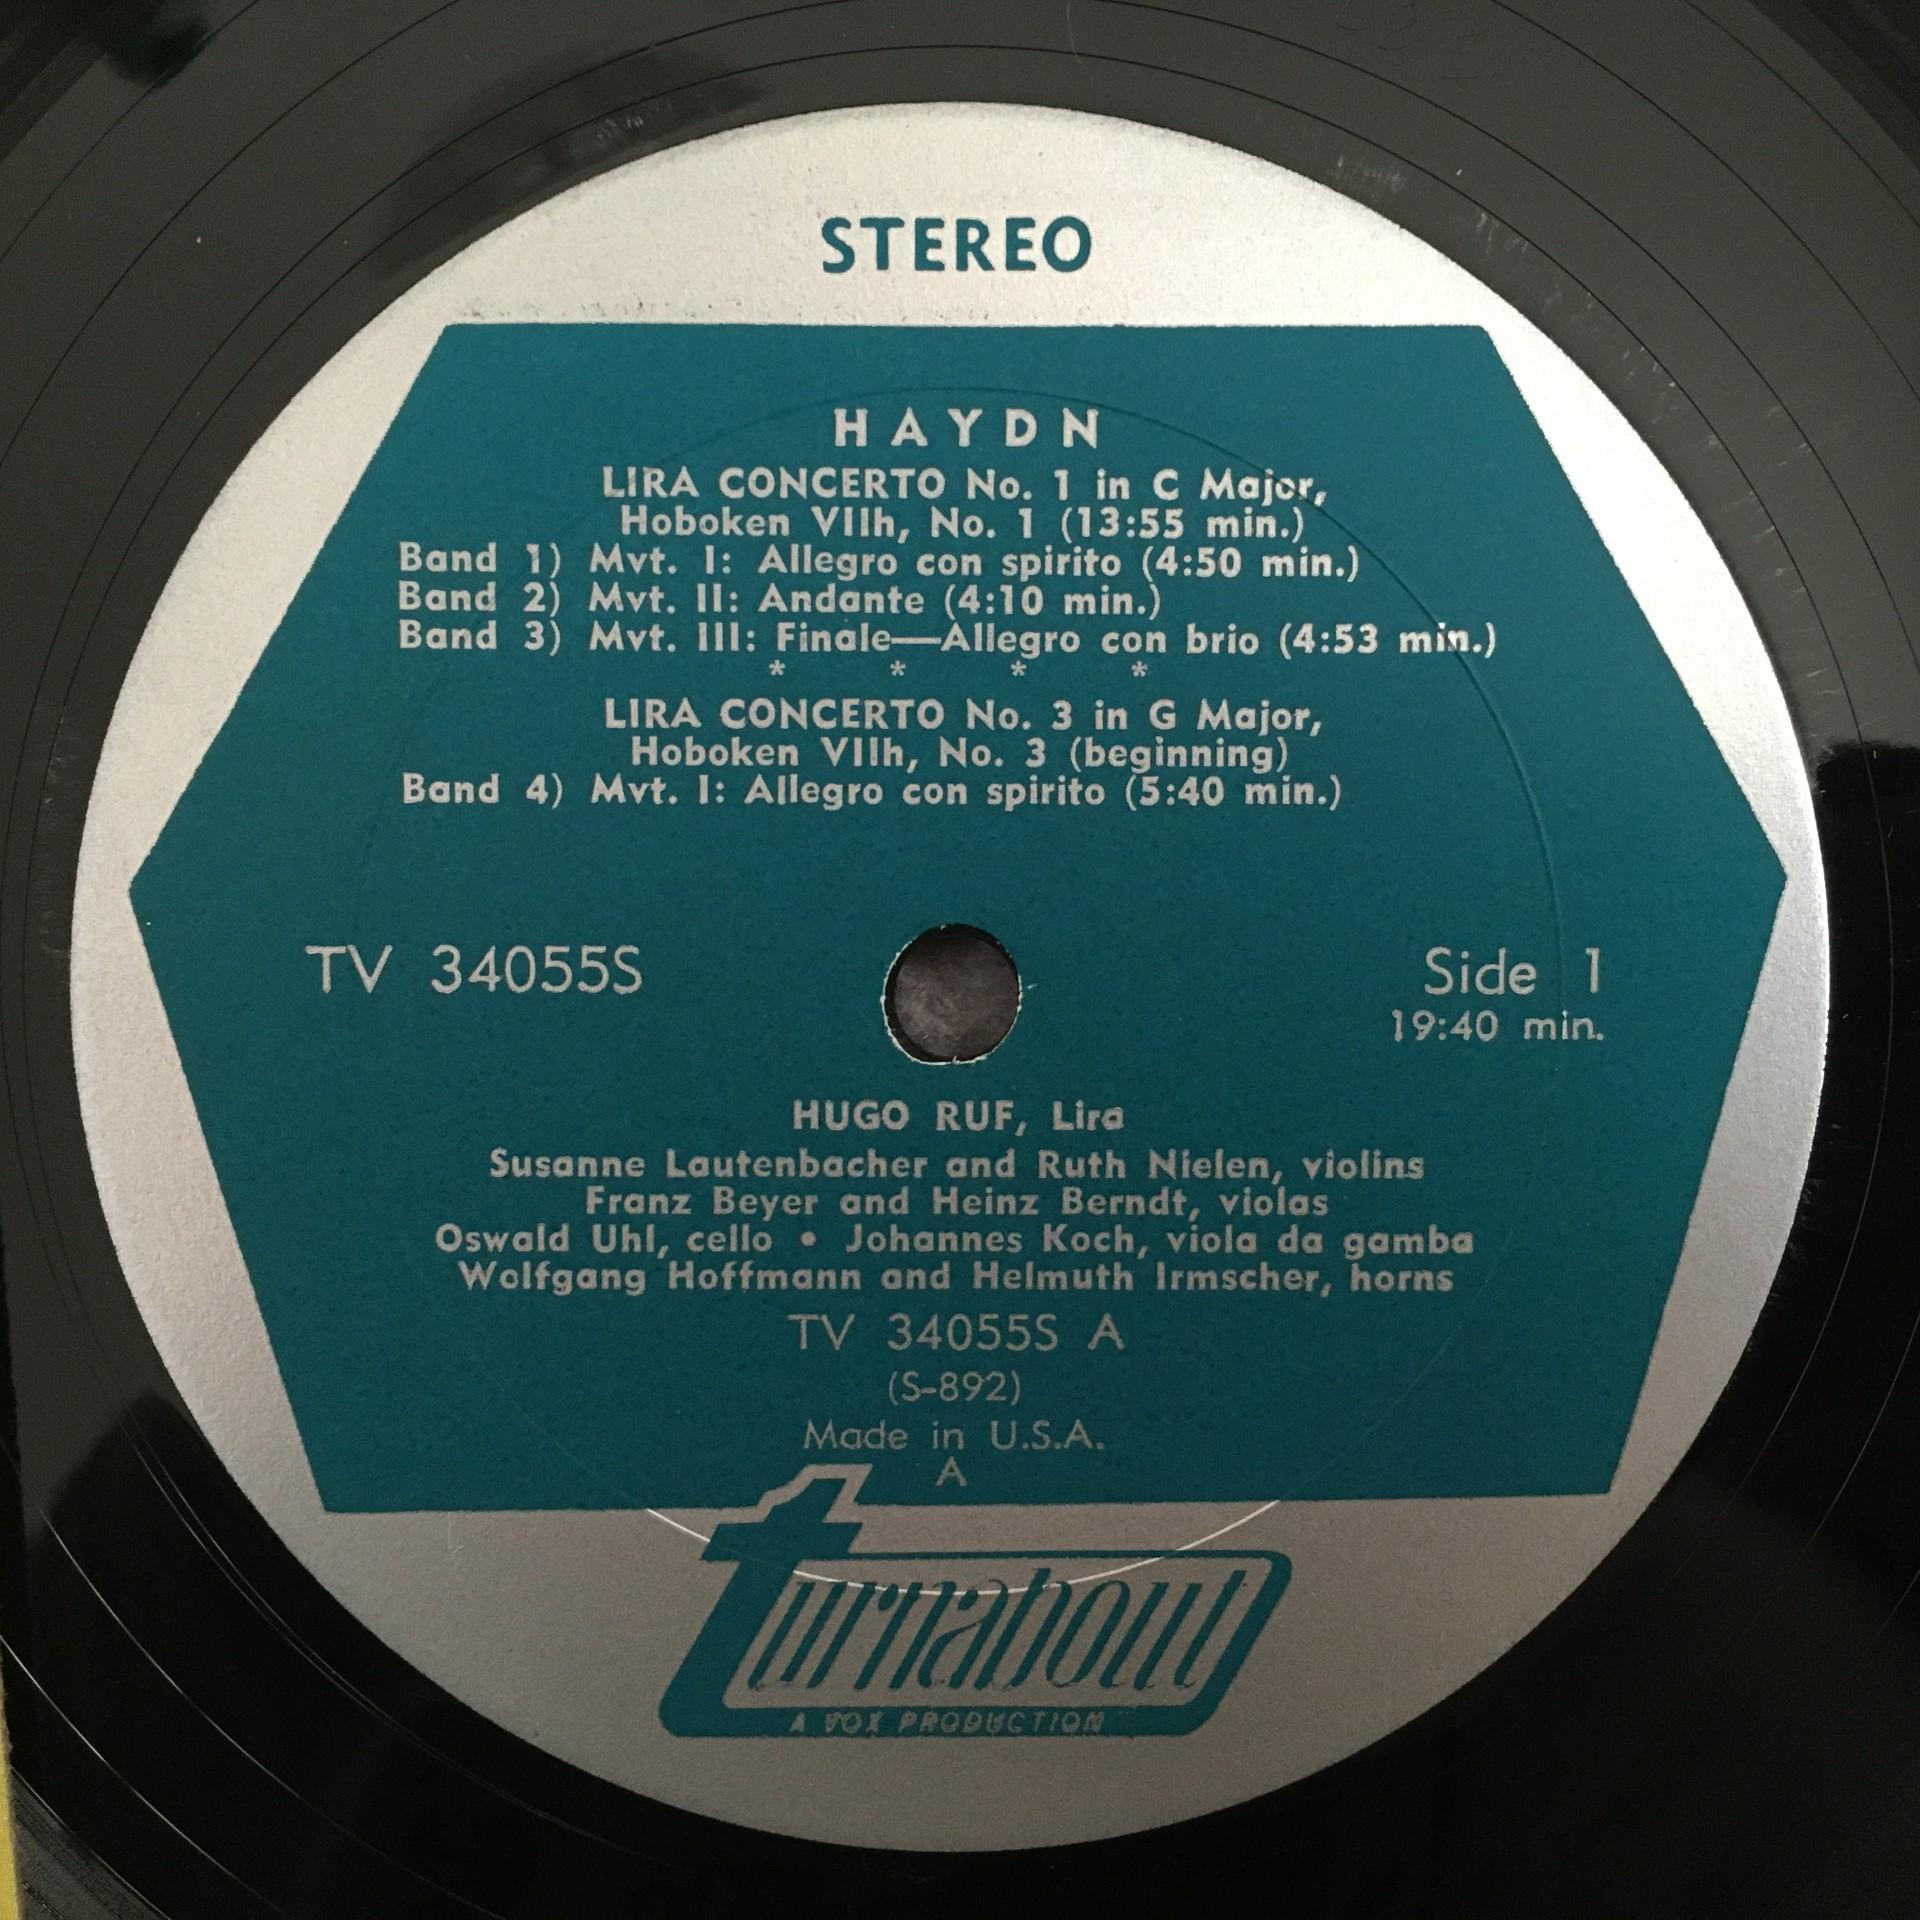 STEREO
HAYDN
LIRA CONCERTO No. 1 in C Major,
Hoboken VIIh, No. 1 (13:55 min.)
Band 1) Mvt. I: Allegro con spirito (4:50 min.)
Band 2) Mvt. II: Andante (4:10 min.)
Band 3) Mvt. III: Finale—Allegro con brio (4:53 min.)
* * * *
LIRA CONCERTO No. 3 in G Major,
Hoboken VIIh, No. 3 (beginning)
Band 4) Mvt. I: Allegro con spirito (5:40 min.)
TV 34055S
Side 1
19:40 min.
HUGO RUF, Lira
Susanne Lautenbacher and Ruth Nielen, violins
Franz Beyer and Heinz Berndt, violas
Oswald Uhl, cello • Johannes Koch, viola da gamba
Wolfgang Hoffmann and Helmuth Irmscher, horns
TV 34055S A
(S-892)
Made in U.S.A.
A
turnabout
A VOX PRODUCTION